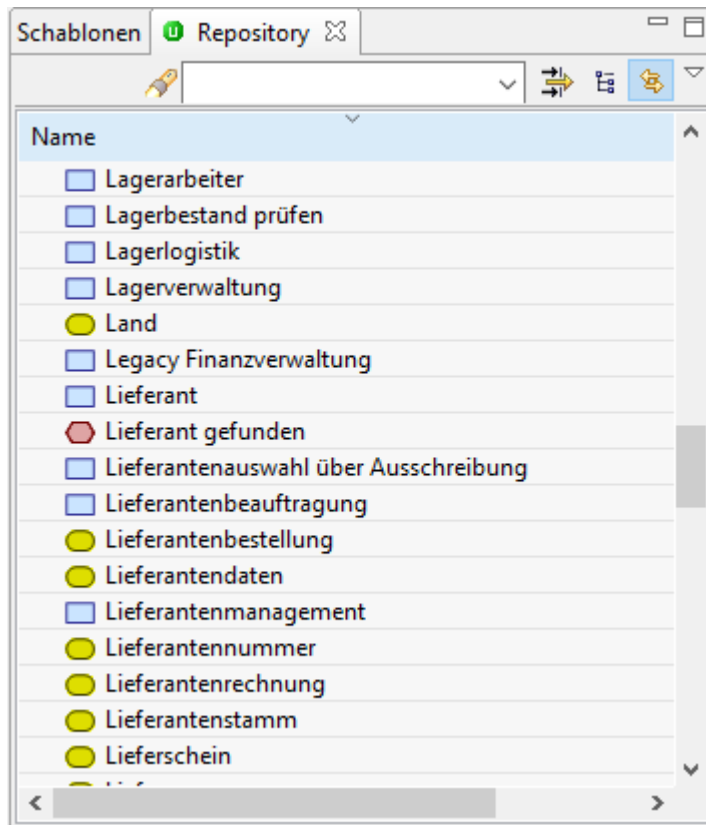 Schablonen
U Repository
Name
Lagerarbeiter
Lagerbestand prüfen
Lagerlogistik
Lagerverwaltung
Land
Legacy Finanzverwaltung
Lieferant
Lieferant gefunden
Lieferantenauswahl über Ausschreibung
Lieferantenbeauftragung
Lieferantenbestellung
Lieferantendaten
Lieferantenmanagement
Lieferantennummer
Lieferantenrechnung
Lieferantenstamm
Lieferschein